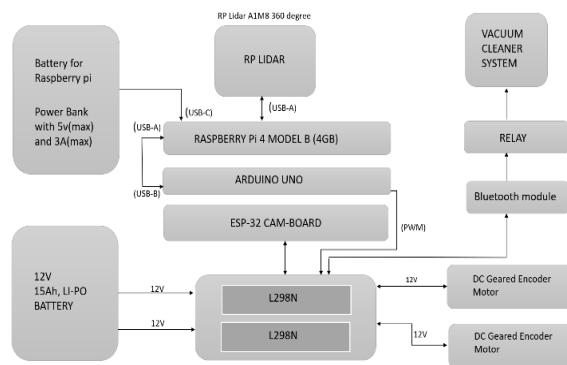 RP Lidar A1M8 360 degree
RP LIDAR
Battery for
Raspberry pi
Power Bank
with 5v(max)
and 3A(max)
(USB-C)
(USB-A)
(USB-A)
RASPBERRY Pi 4 MODEL B (4GB)
ARDUINO UNO
(USB-B)
ESP-32 CAM-BOARD
(PWM)
VACUUM
CLEANER
SYSTEM
RELAY
Bluetooth module
12V
15Ah, LI-PO
BATTERY
12V
12V
L298N
L298N
12V
DC Geared Encoder
Motor
12V
DC Geared Encoder
Motor